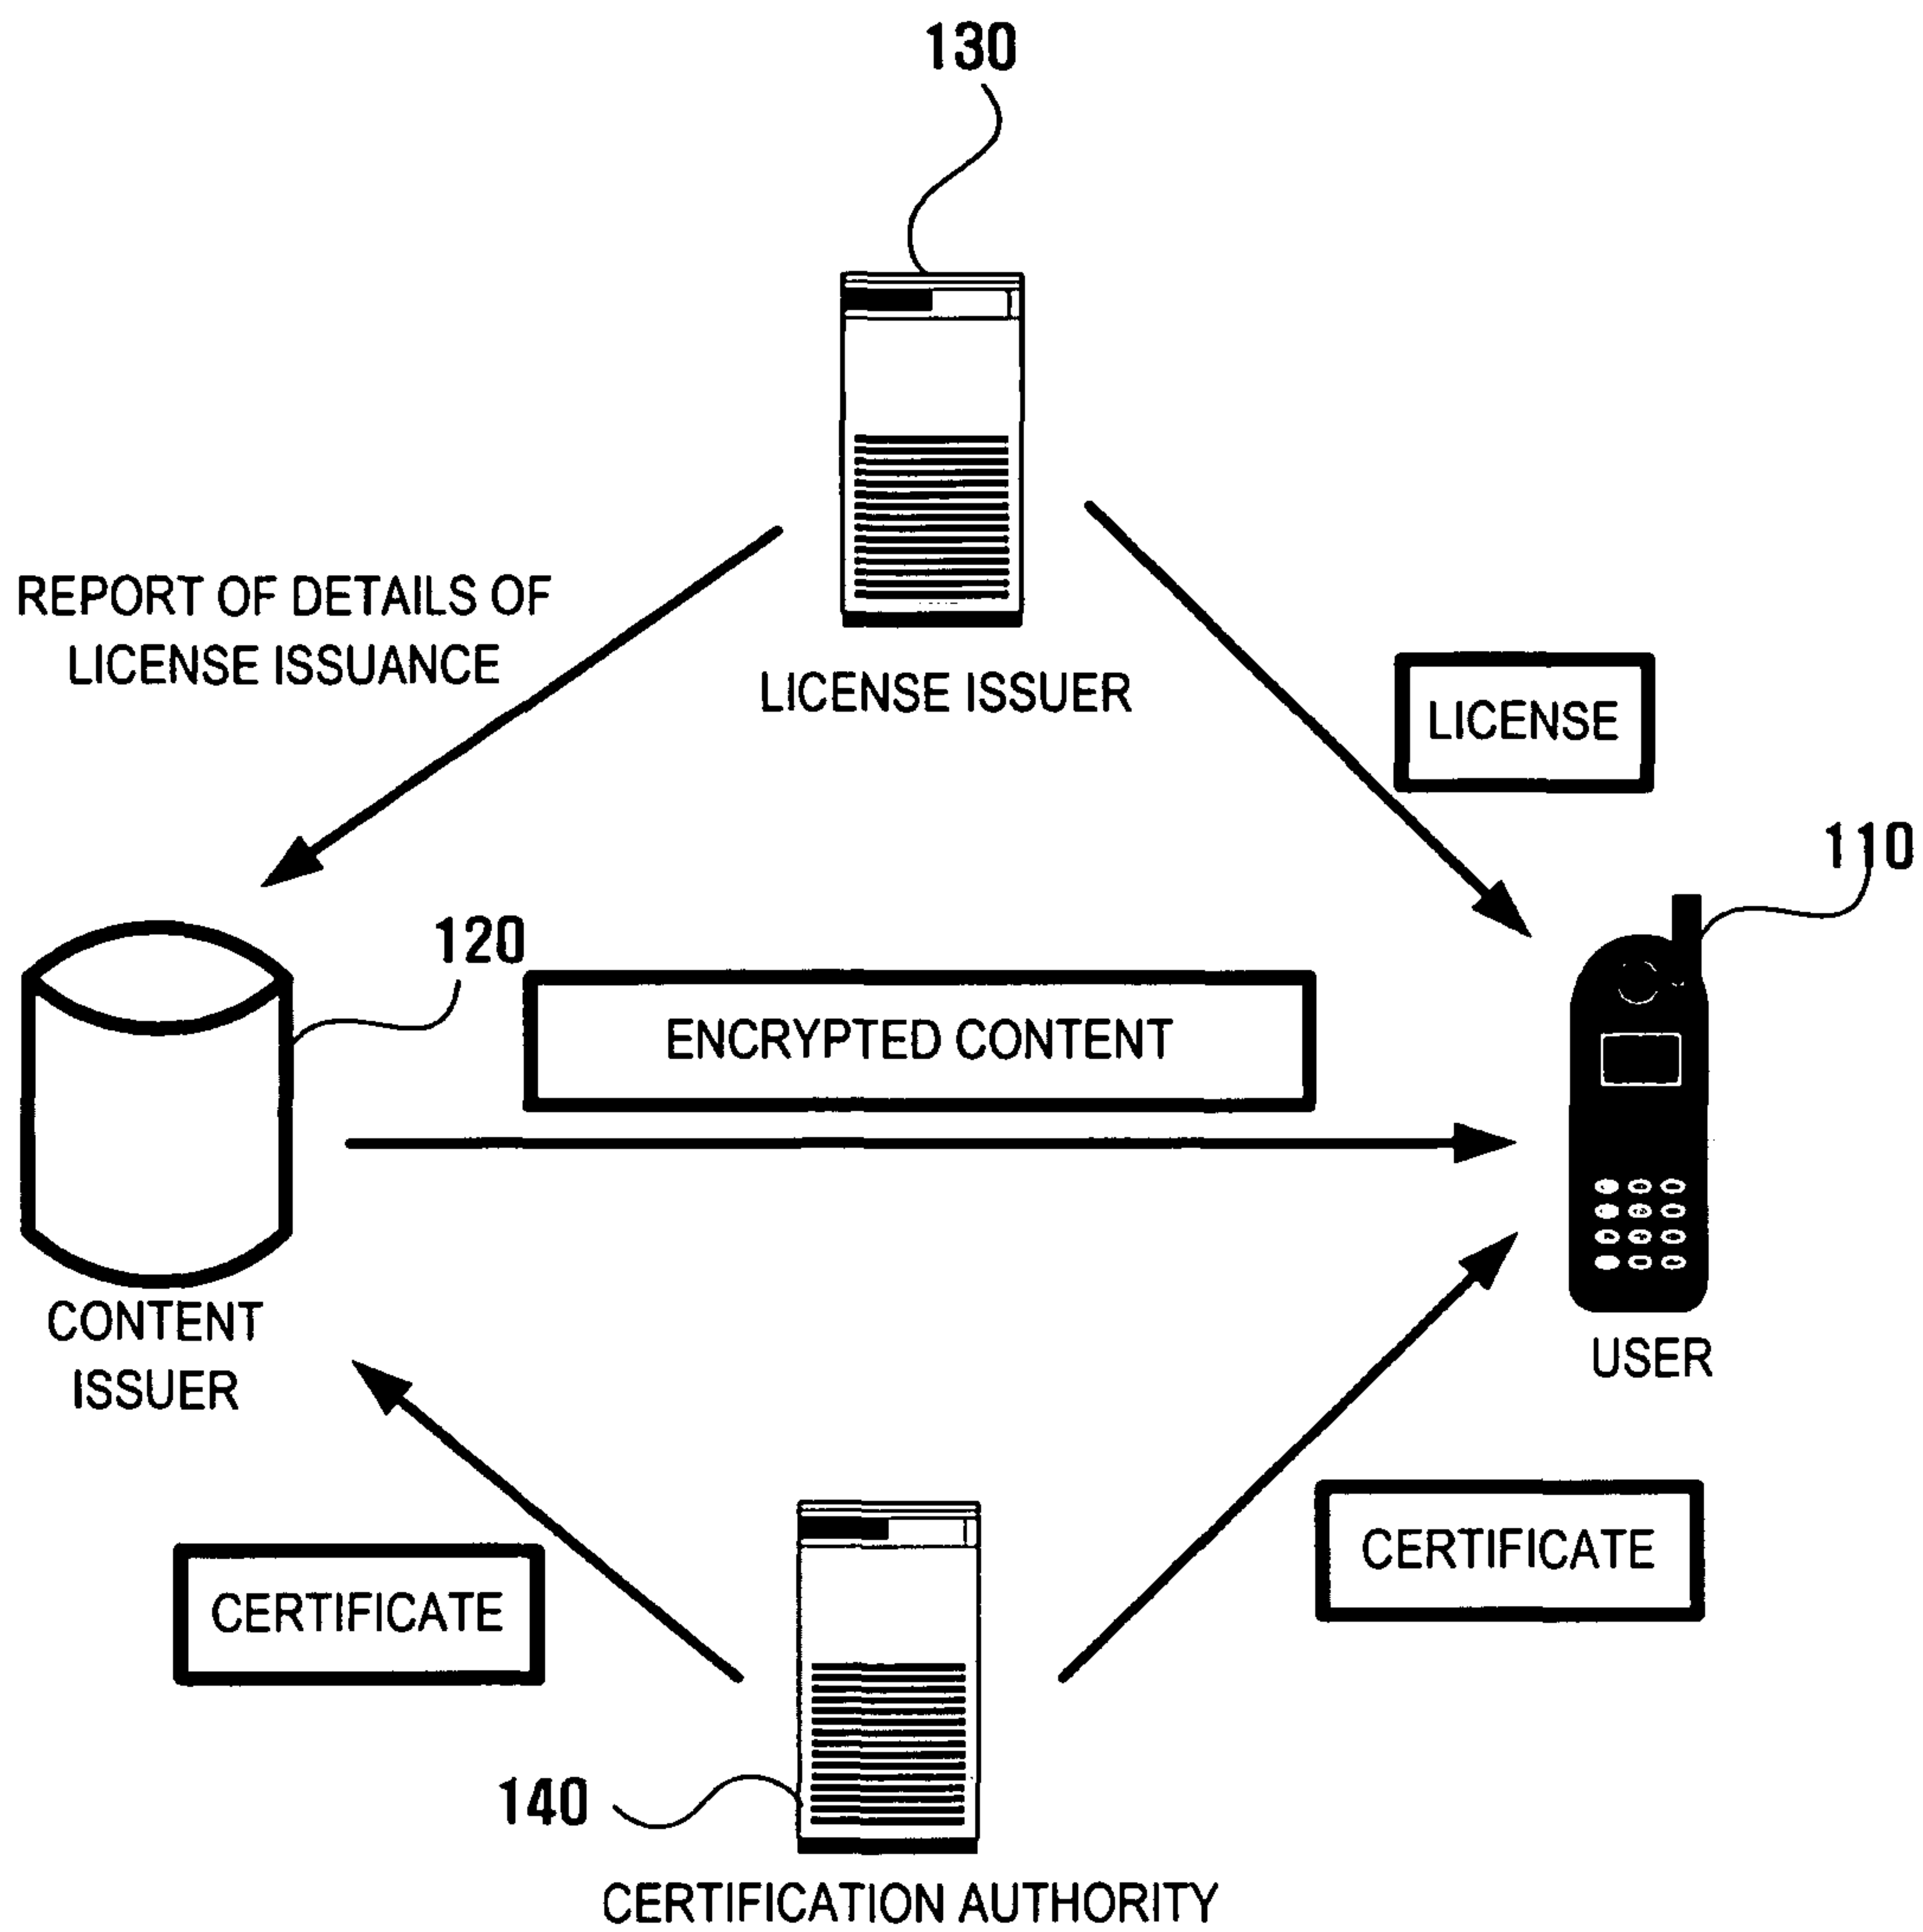 130
REPORT OF DETAILS OF
LICENSE ISSUANCE
LICENSE ISSUER
LICENSE
110
120
ENCRYPTED CONTENT
CONTENT
ISSUER
USER
CERTIFICATE
CERTIFICATE
140
CERTIFICATION AUTHORITY